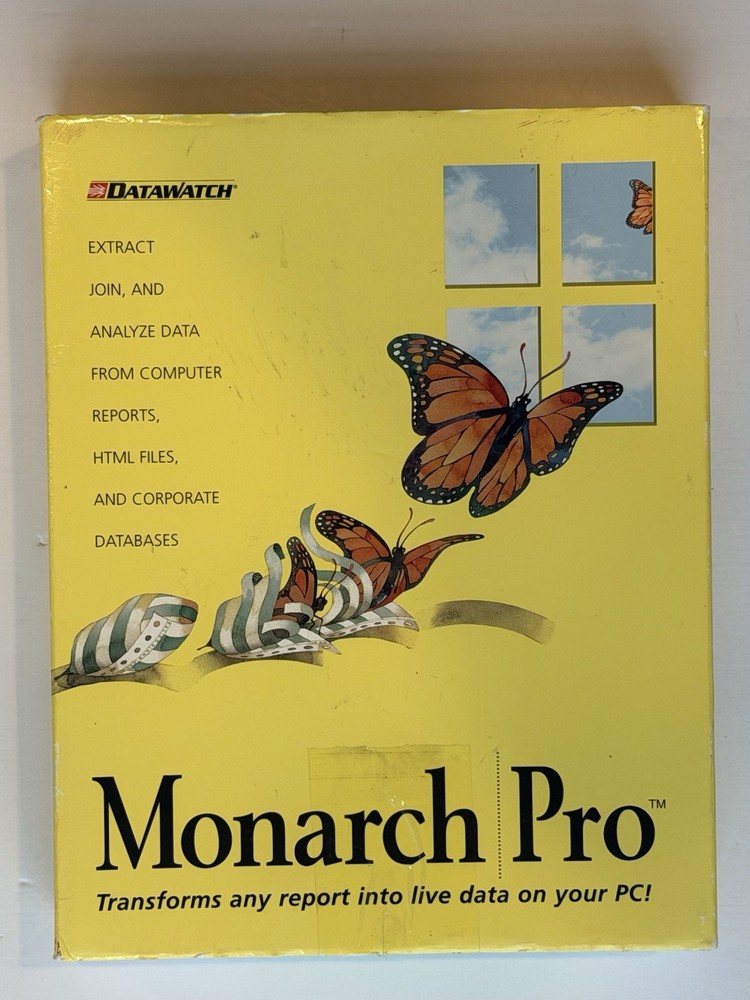 DATAWATCH®
EXTRACT
JOIN, AND
ANALYZE DATA
FROM COMPUTER
REPORTS,
HTML FILES,
AND CORPORATE
DATABASES
Monarch Pro™
Transforms any report into live data on your PC!